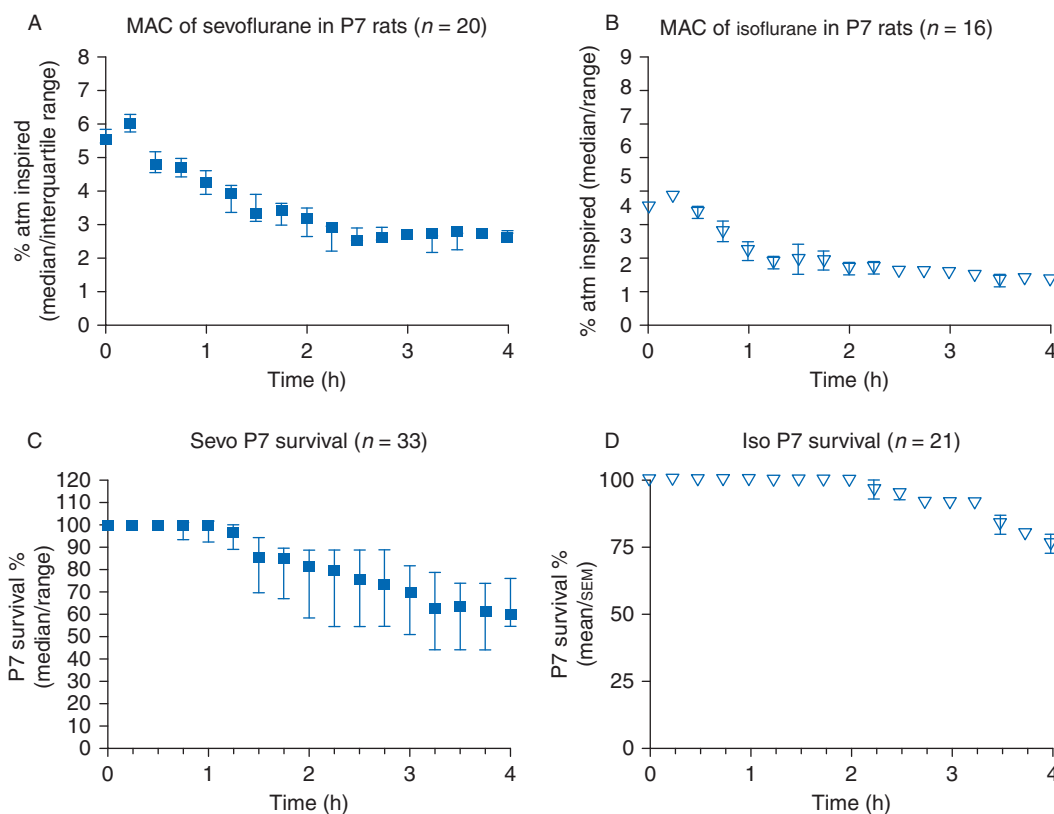 A
MAC of sevoflurane in P7 rats (n = 20)
% atm inspired
(median/interquartile range)
8
7
6
5
4
3
2
1
0
0 1 2 3 4
Time (h)
B
MAC of isoflurane in P7 rats (n = 16)
% atm inspired (median/range)
9
8
7
6
5
4
3
2
1
0
0 1 2 3 4
Time (h)
C
Sevo P7 survival (n = 33)
P7 survival %
(median/range)
120
110
100
90
80
70
60
50
40
30
20
10
0
0 1 2 3 4
Time (h)
D
Iso P7 survival (n = 21)
P7 survival %
(mean/SEM)
100
75
50
25
0
0 1 2 3 4
Time (h)